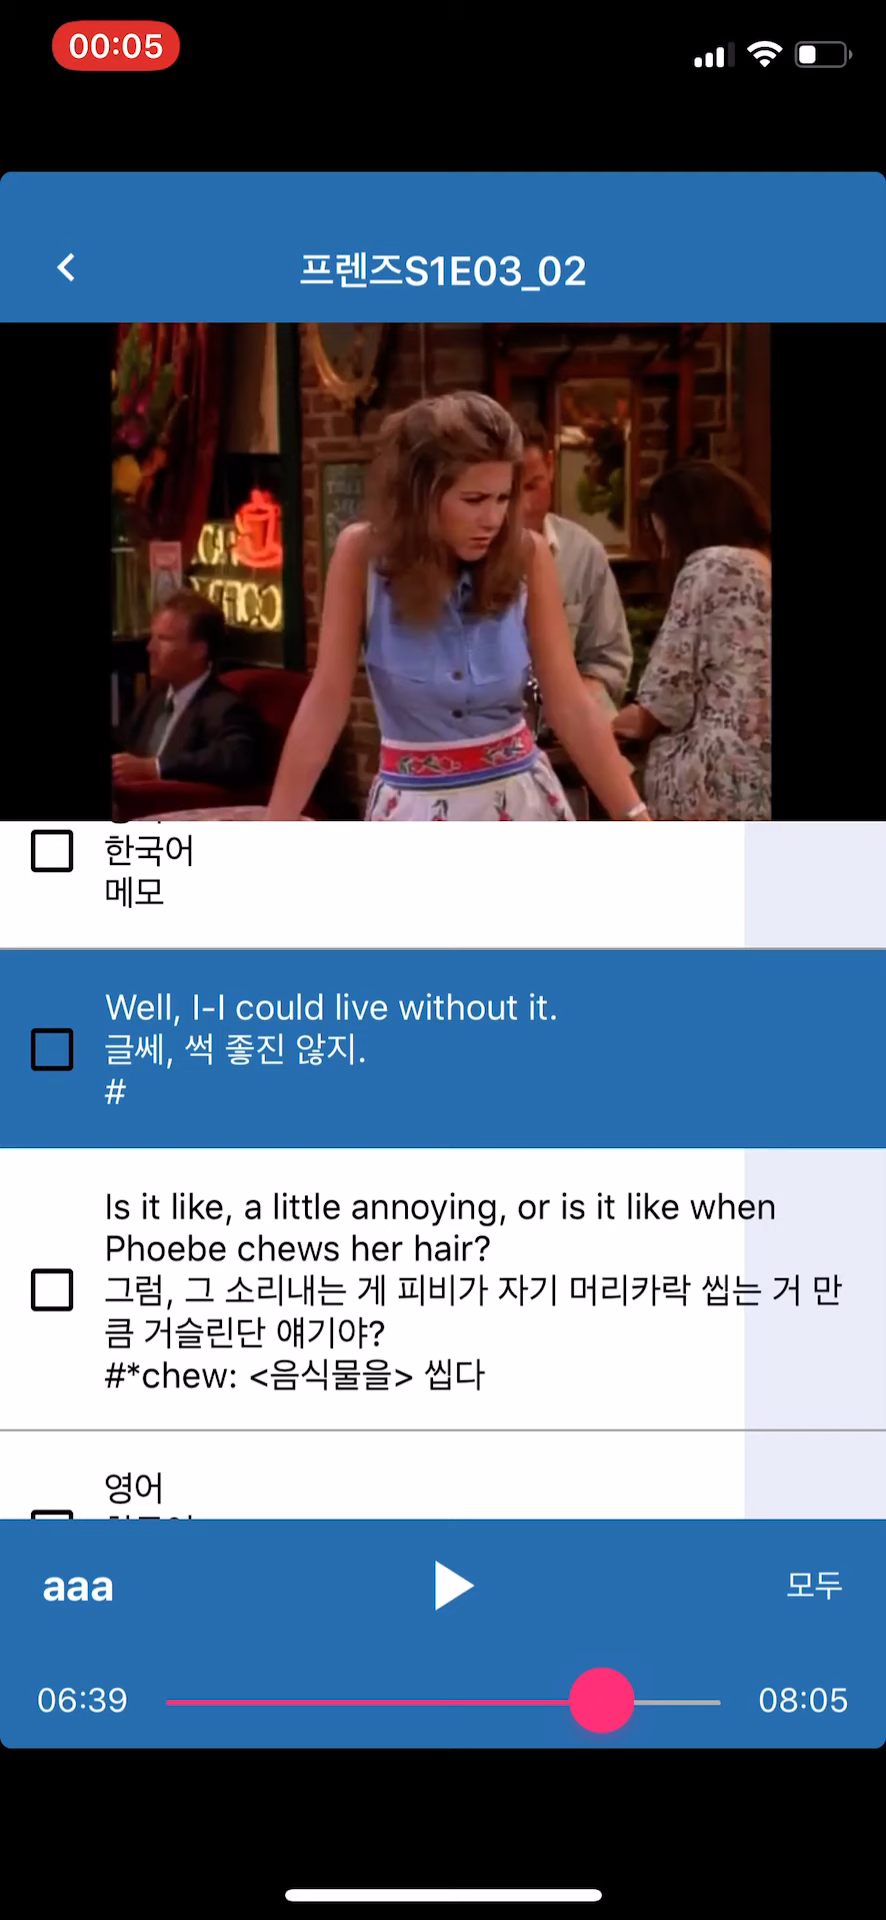 00:05
프렌즈S1E03_02
한국어
메모
Well, I-I could live without it.
글쎄, 썩 좋진 않지.
#
Is it like, a little annoying, or is it like when
Phoebe chews her hair?
그럼, 그 소리내는 게 피비가 자기 머리카락 씹는 거 만
큼 거슬린단 얘기야?
#*chew: <음식물을> 씹다
영어
aaa
모두
06:39
08:05